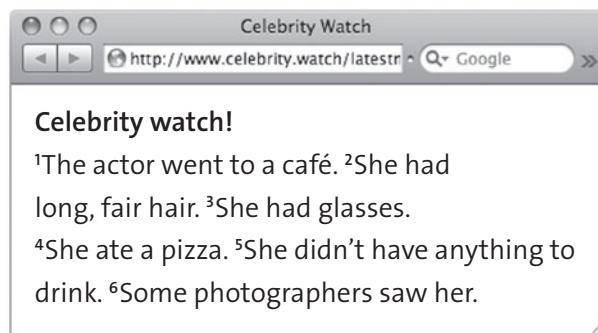 Celebrity Watch
http://www.celebrity.watch/latestr
Google
Celebrity watch!
¹The actor went to a café. ²She had
long, fair hair. ³She had glasses.
⁴She ate a pizza. ⁵She didn’t have anything to
drink. ⁶Some photographers saw her.